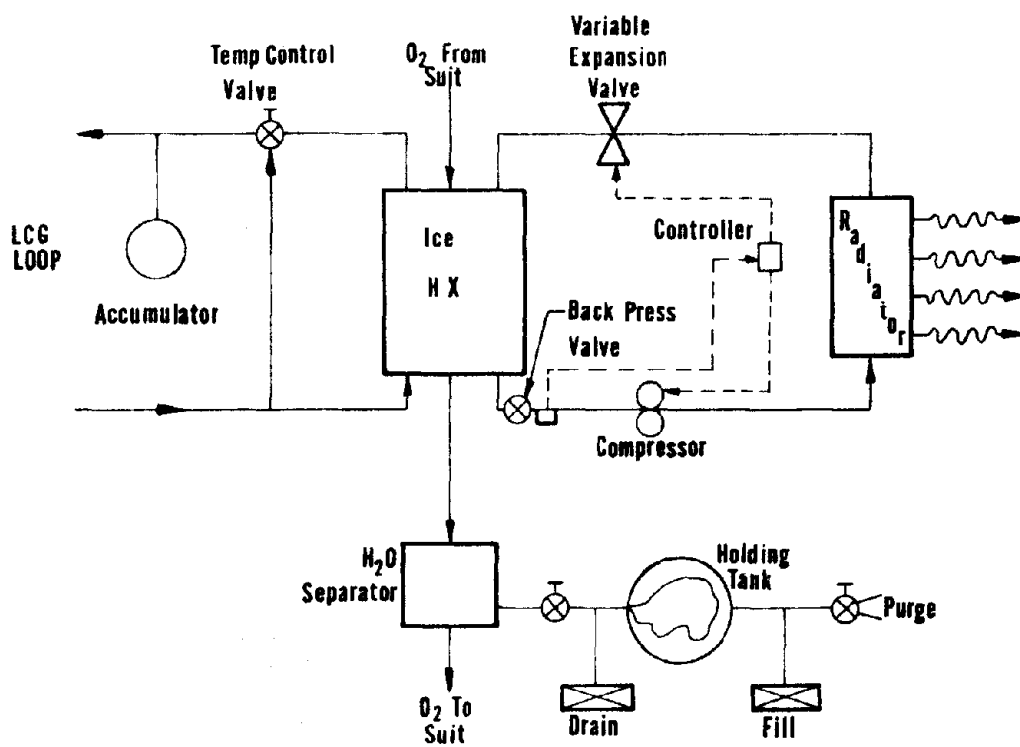 Temp Control
Valve
O₂ From
Suit
Variable
Expansion
Valve
LCG
LOOP
Accumulator
Ice
HX
Controller
Radiator
Back Press
Valve
Compressor
H₂O
Separator
Holding
Tank
Purge
O₂ To
Suit
Drain
Fill